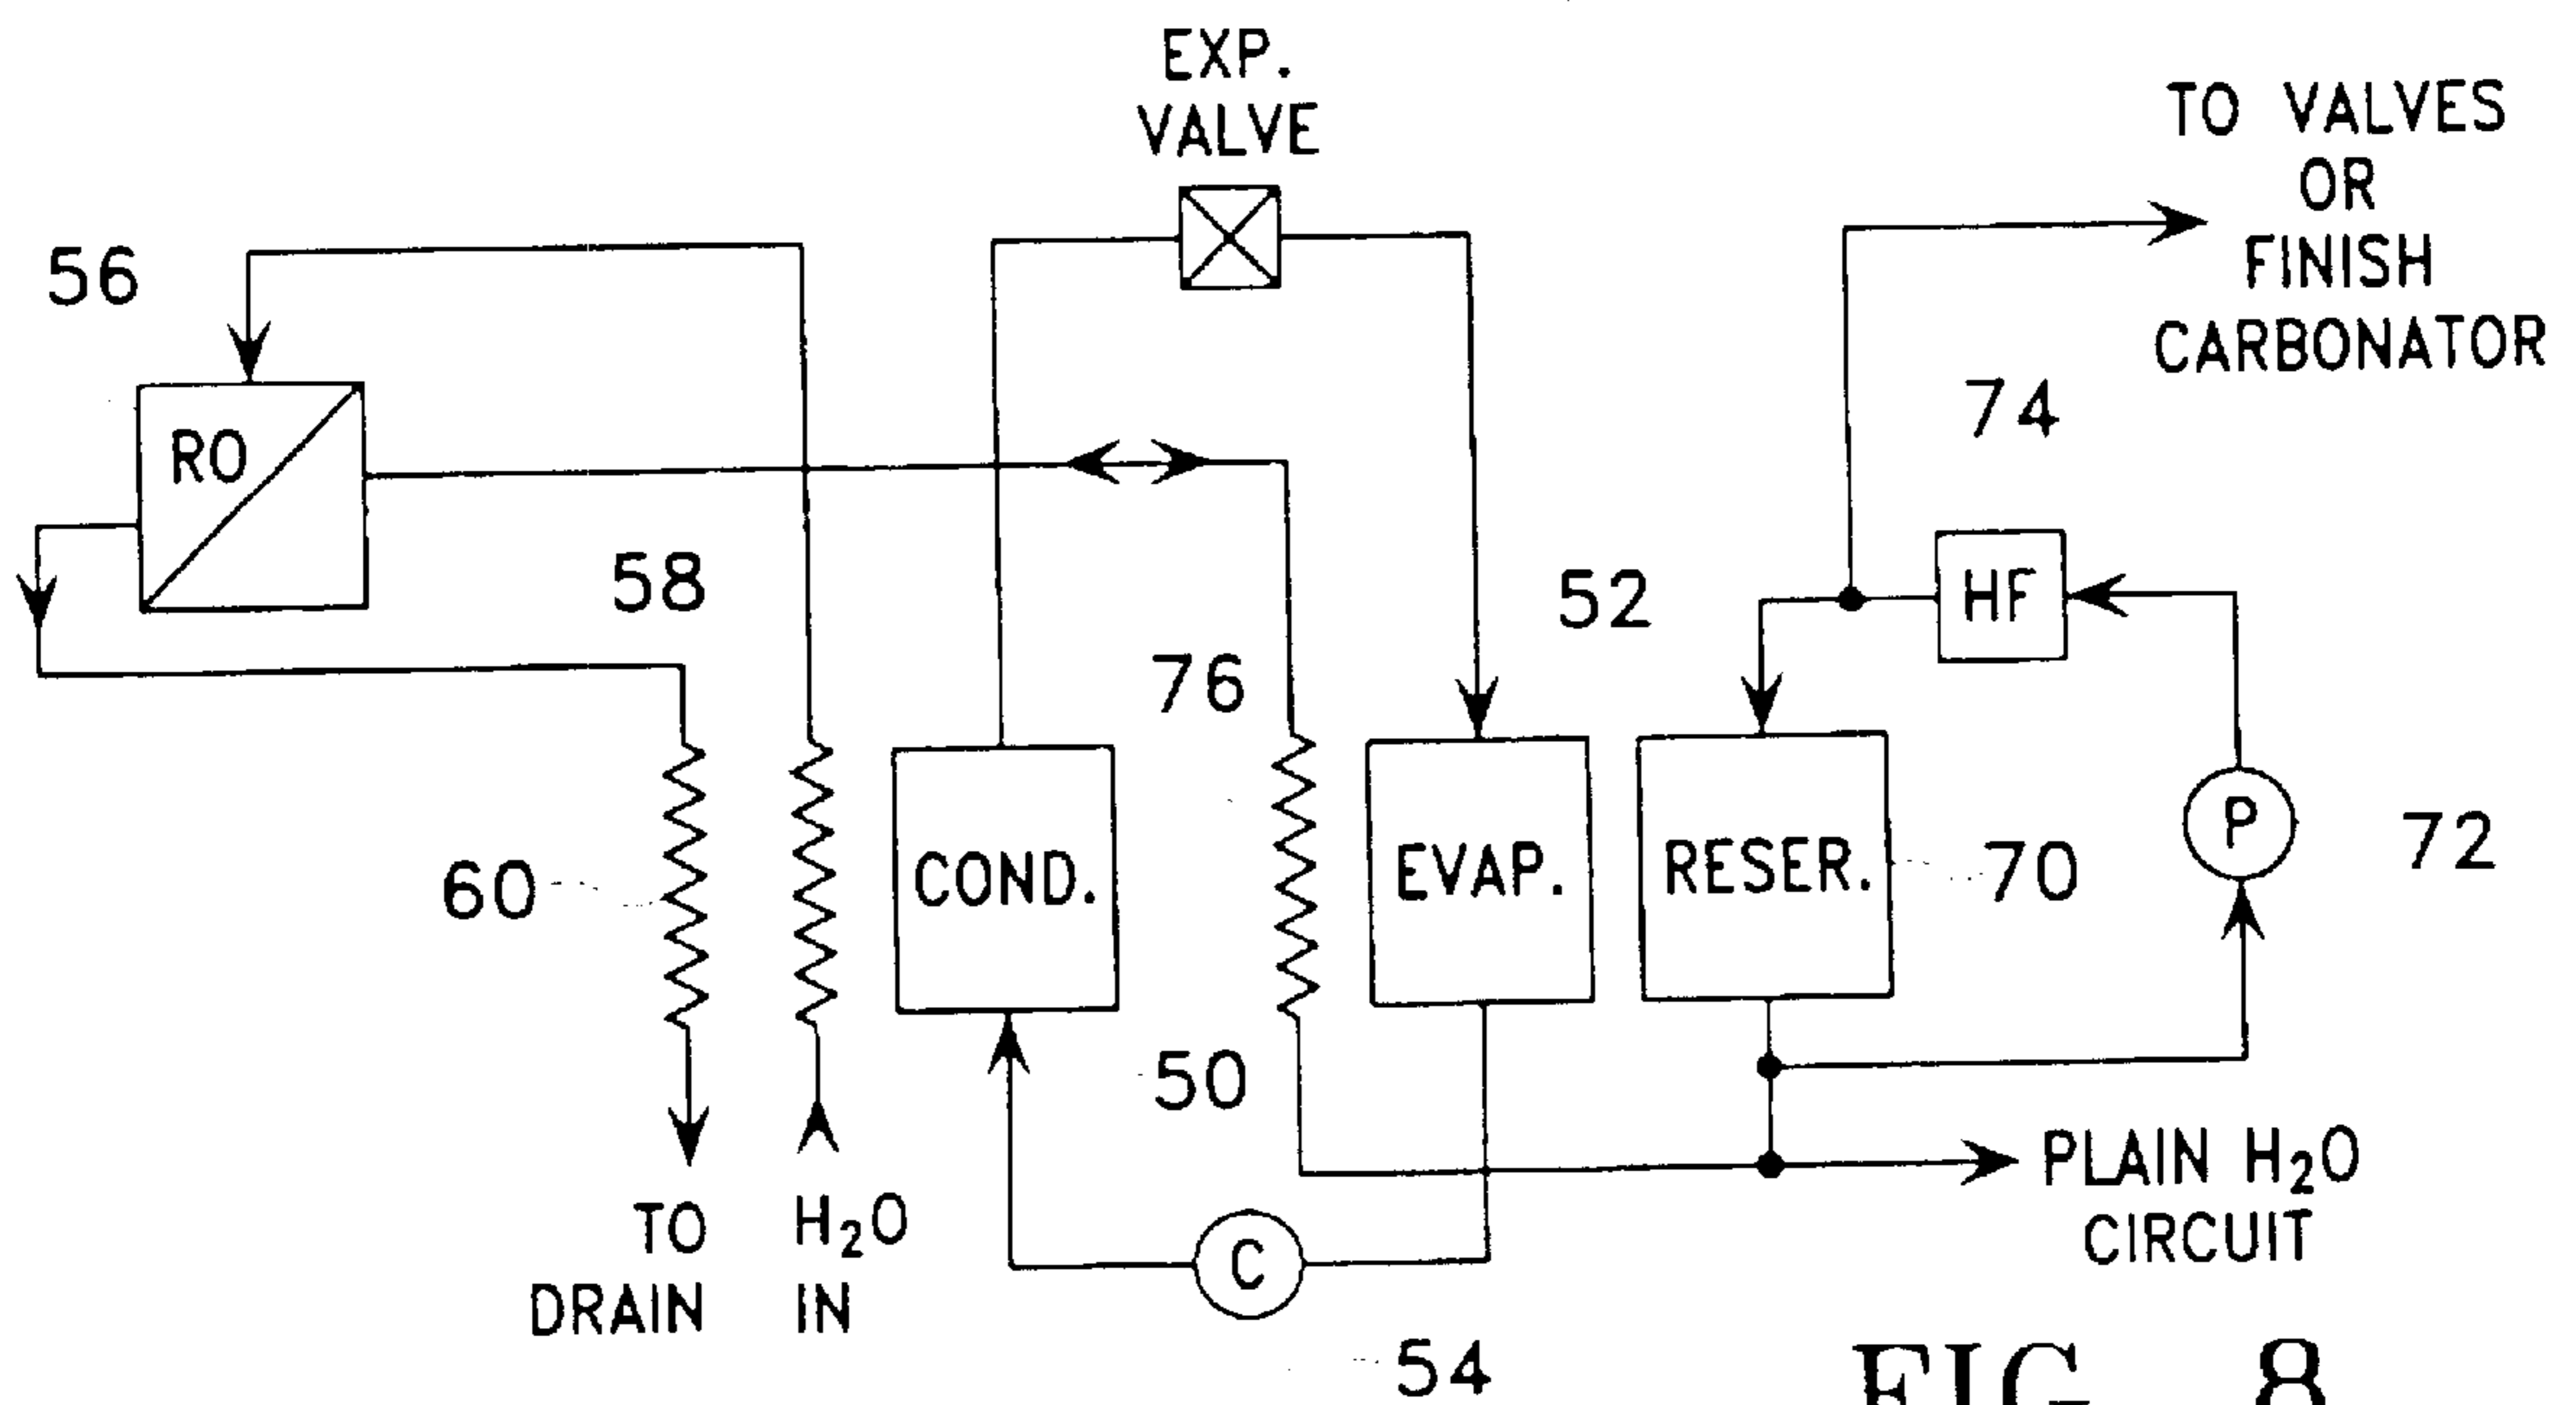 EXP.
VALVE
TO VALVES
OR
FINISH
CARBONATOR
56
74
RO
58
52
HF
76
P
72
60
COND.
EVAP.
RESER.
70
50
PLAIN H₂O
CIRCUIT
TO
DRAIN
H₂O
IN
C
54
FIG. 8